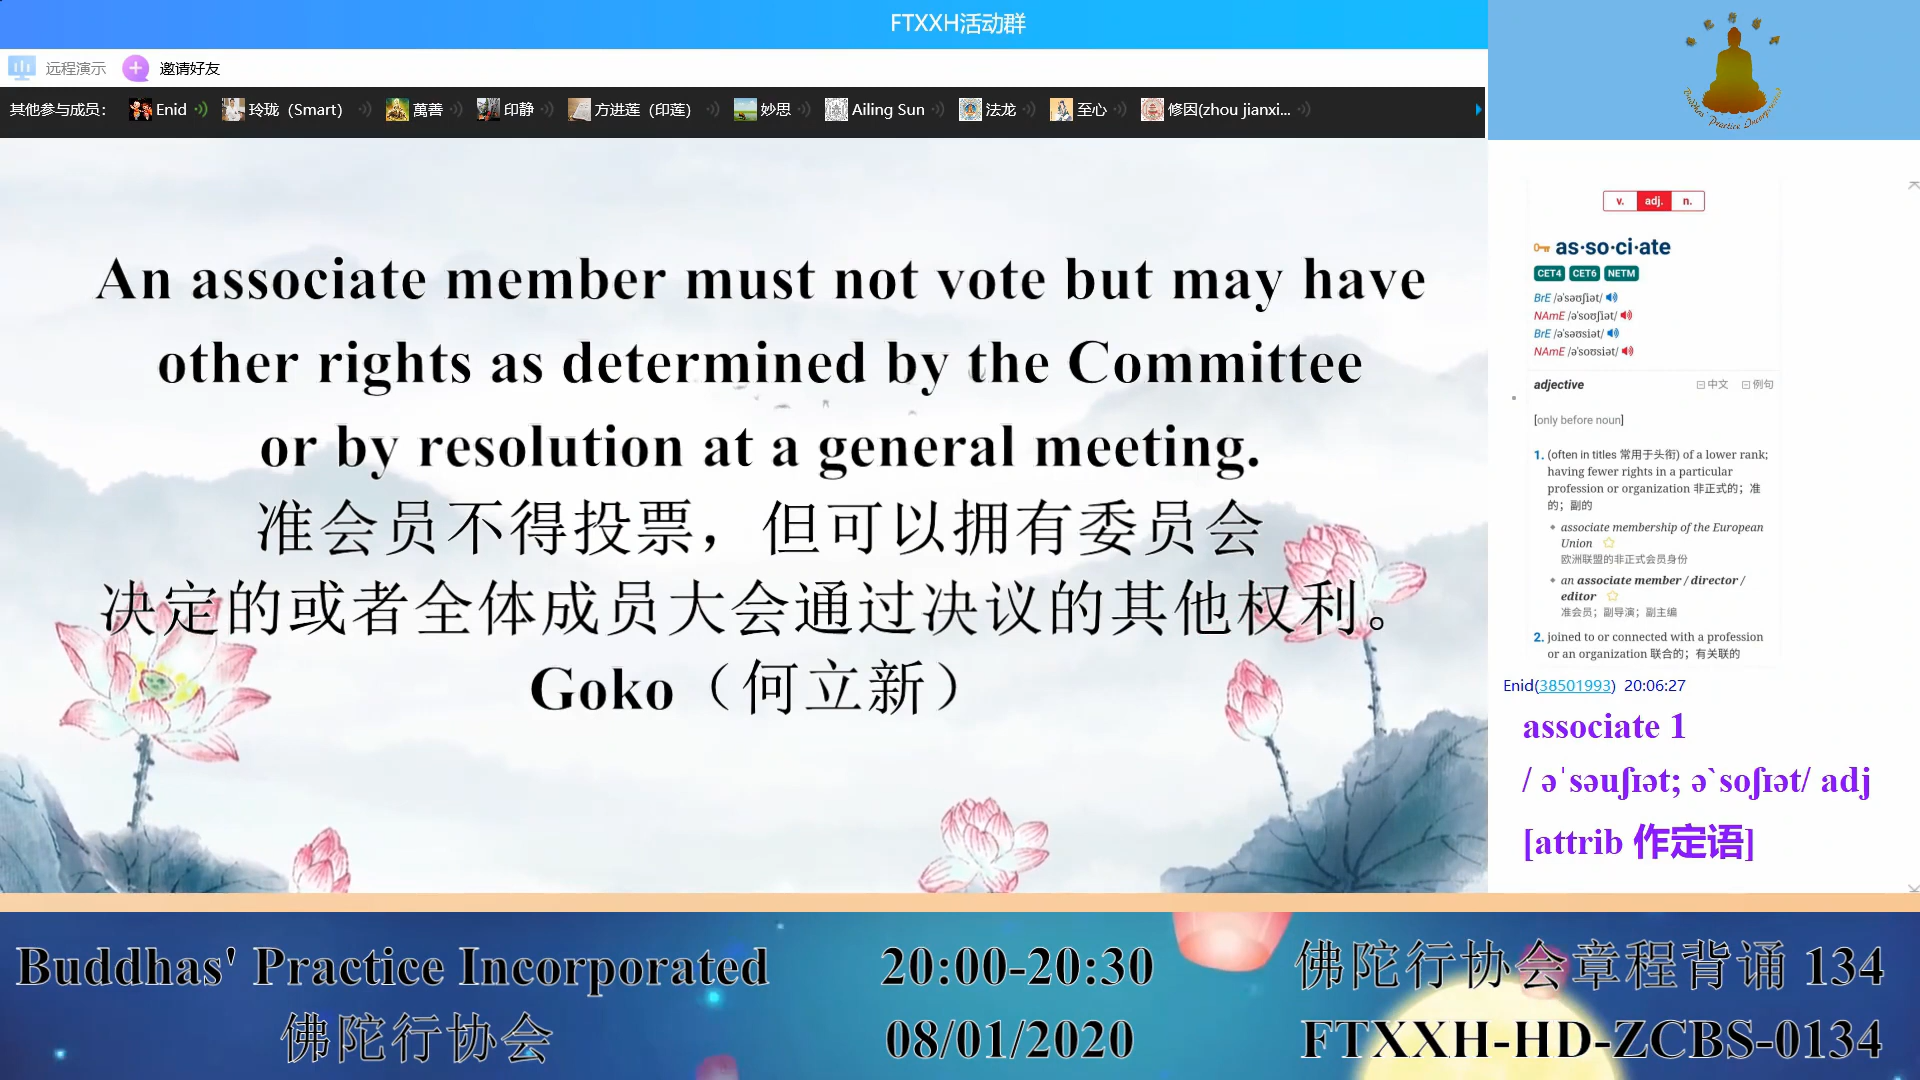 FTXXH活动群
远程演示 邀请好友
其他参与成员： Enid 玲珑（Smart） 萬善 印静 方进莲（印莲） 妙思 Ailing Sun 法龙 至心 修因(zhou jianxi...
An associate member must not vote but may have
other rights as determined by the Committee
or by resolution at a general meeting.
准会员不得投票，但可以拥有委员会
决定的或者全体成员大会通过决议的其他权利。
Goko（何立新）
Buddhas' Practice Incorporated
v. adj. n.
as·so·ci·ate
CET4 CET6 NETM
BrE /əˈsəʊʃiət/
NAmE /əˈsoʊʃiət/
BrE /əˈsəʊsiət/
NAmE /əˈsoʊsiət/
adjective 中文 例句
[only before noun]
1. (often in titles 常用于头衔) of a lower rank;
having fewer rights in a particular
profession or organization 非正式的；准
的；副的
associate membership of the European
Union
欧洲联盟的非正式会员身份
an associate member / director /
editor
准会员；副导演；副主编
2. joined to or connected with a profession
or an organization 联合的；有关联的
Enid(38501993) 20:06:27
associate 1
/ əˈsəuʃɪət; əˋsoʃɪət/ adj
[attrib 作定语]
Buddhas' Practice Incorporated
佛陀行协会
20:00-20:30
08/01/2020
佛陀行协会章程背诵 134
FTXXH-HD-ZCBS-0134